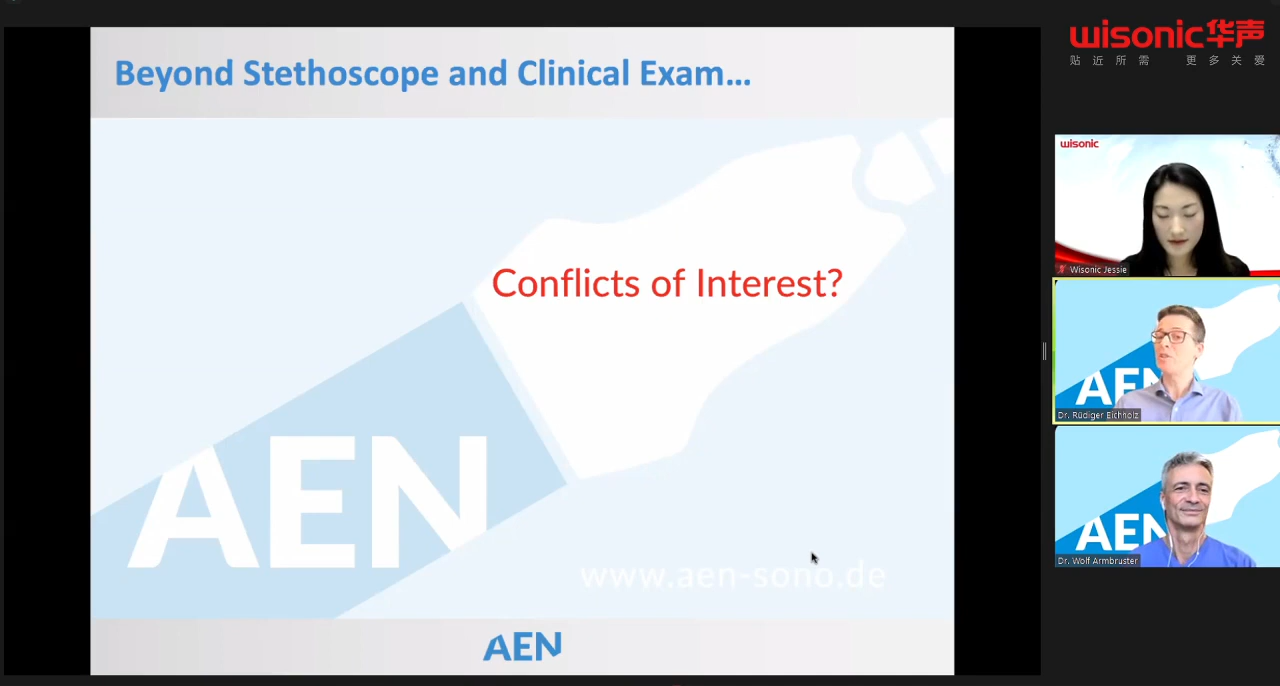 Beyond Stethoscope and Clinical Exam...
Conflicts of Interest?
AEN
www.aen-sono.de
AEN
wisonic华声
贴近所需 更多关爱
wisonic
Wisonic Jessie
AEN
Dr. Rüdiger Eichholz
AEN
Dr. Wolf Armbruster